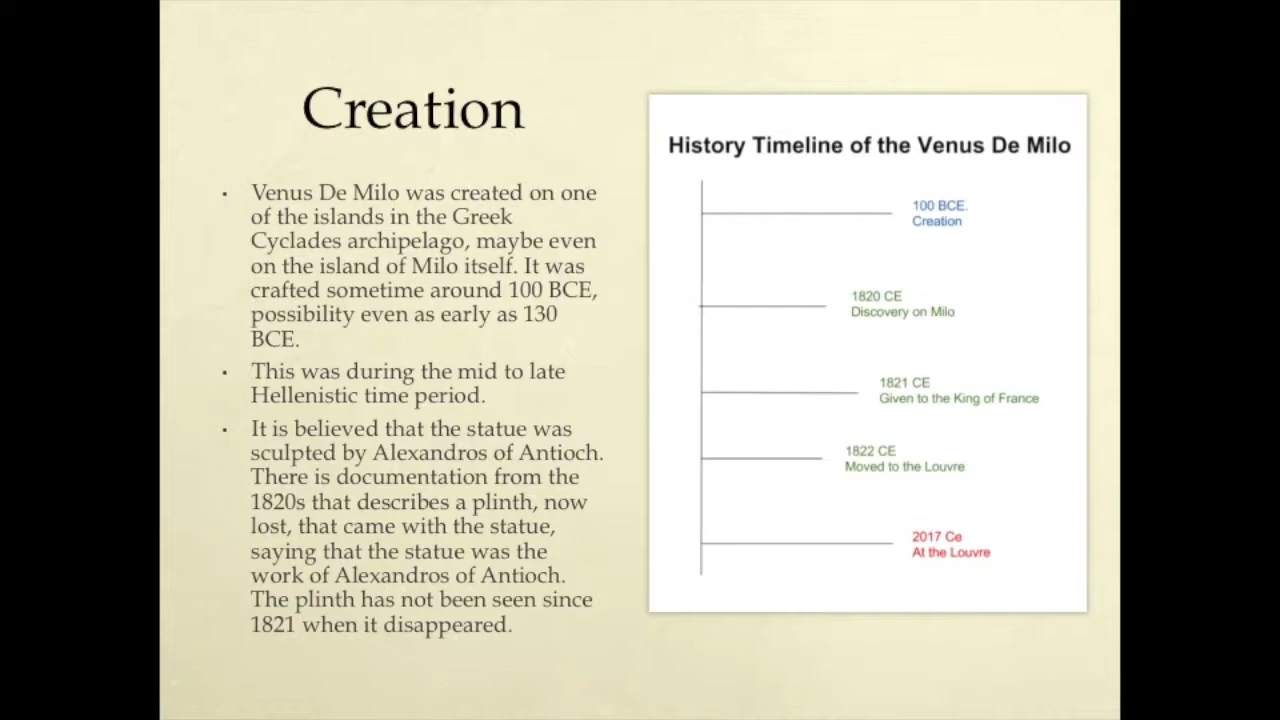 Creation
• Venus De Milo was created on one
of the islands in the Greek
Cyclades archipelago, maybe even
on the island of Milo itself. It was
crafted sometime around 100 BCE,
possibility even as early as 130
BCE.
• This was during the mid to late
Hellenistic time period.
• It is believed that the statue was
sculpted by Alexandros of Antioch.
There is documentation from the
1820s that describes a plinth, now
lost, that came with the statue,
saying that the statue was the
work of Alexandros of Antioch.
The plinth has not been seen since
1821 when it disappeared.
History Timeline of the Venus De Milo
100 BCE.
Creation
1820 CE
Discovery on Milo
1821 CE
Given to the King of France
1822 CE
Moved to the Louvre
2017 Ce
At the Louvre